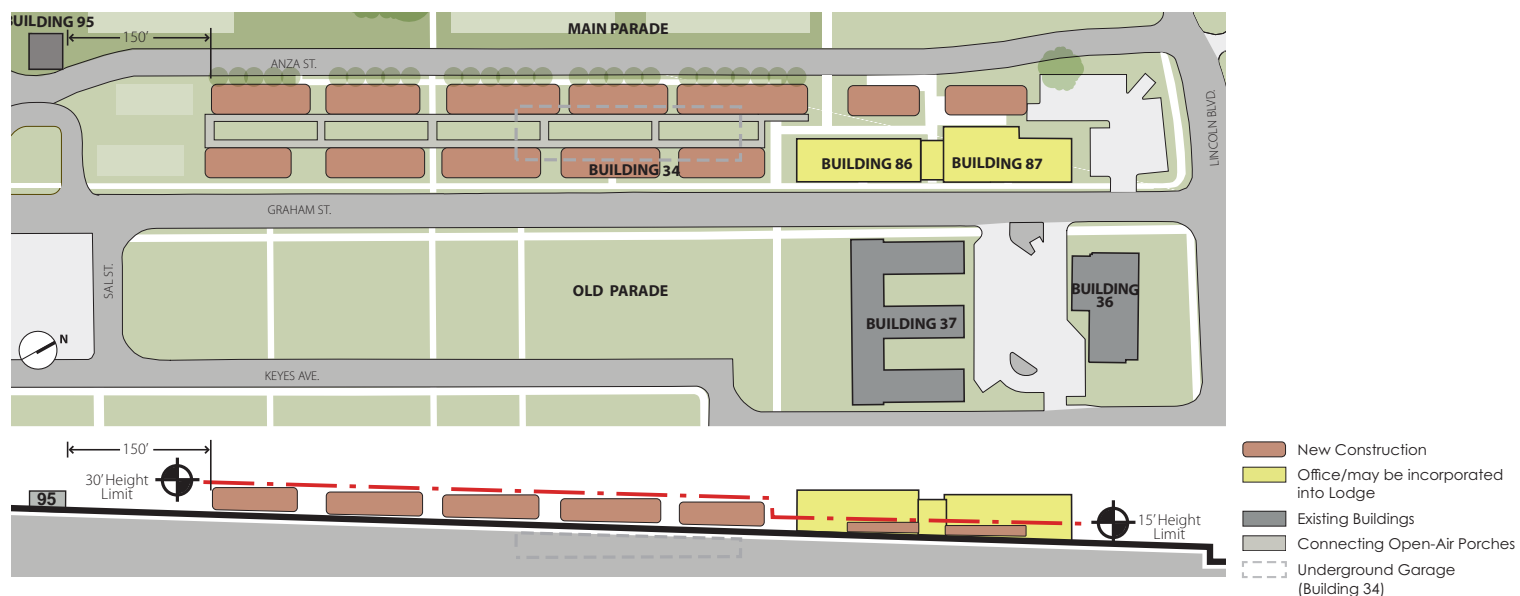 BUILDING 95
MAIN PARADE
150’
ANZA ST.
LINCOLN BLVD.
BUILDING 86
BUILDING 87
BUILDING 34
GRAHAM ST.
SAL ST.
OLD PARADE
BUILDING
36
BUILDING 37
N
KEYES AVE.
150’
30’ Height
Limit
95
15’ Height
Limit
New Construction
Office/may be incorporated
into Lodge
Existing Buildings
Connecting Open-Air Porches
Underground Garage
(Building 34)